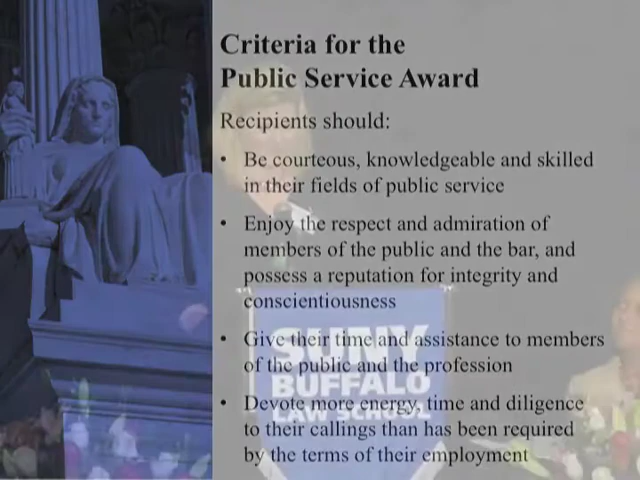 Criteria for the
Public Service Award
Recipients should:
• Be courteous, knowledgeable and skilled
in their fields of public service
• Enjoy the respect and admiration of
members of the public and the bar, and
possess a reputation for integrity and
conscientiousness
• Give their time and assistance to members
of the public and the profession
• Devote more energy, time and diligence
to their callings than has been required
by the terms of their employment
SUNY
BUFFALO
LAW SCHOOL